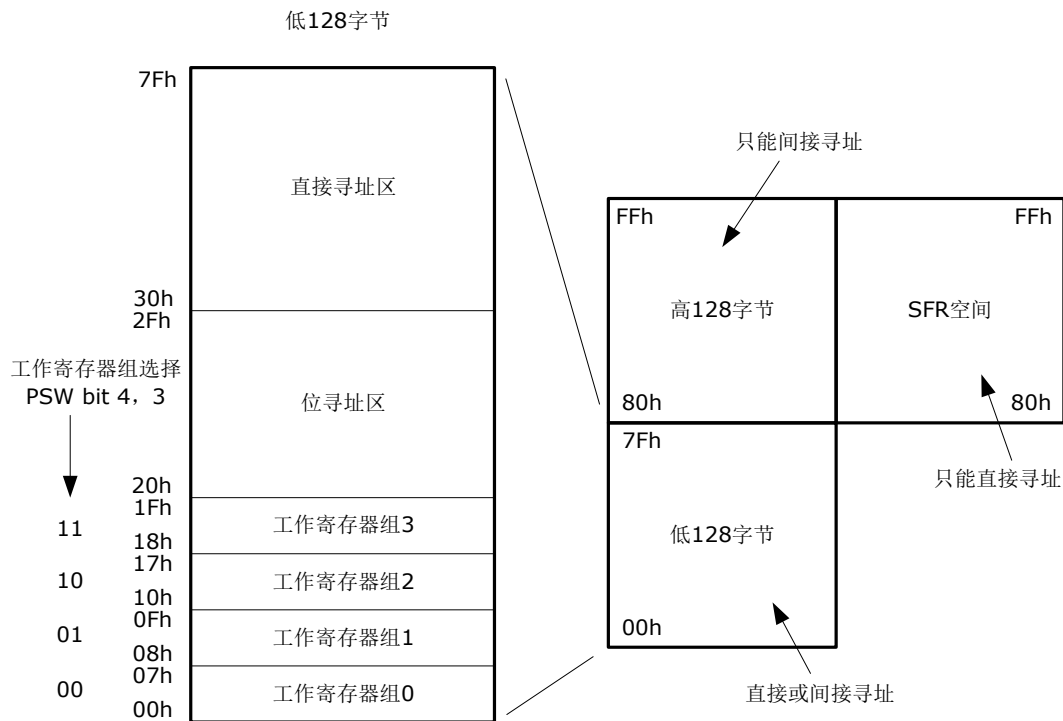 低128字节
7Fh
直接寻址区
30h
2Fh
工作寄存器组选择
PSW bit 4，3
位寻址区
20h
1Fh
11
工作寄存器组3
18h
17h
10
工作寄存器组2
10h
0Fh
01
工作寄存器组1
08h
07h
00
工作寄存器组0
00h
只能间接寻址
FFh
FFh
高128字节
SFR空间
80h
80h
7Fh
只能直接寻址
低128字节
00h
直接或间接寻址